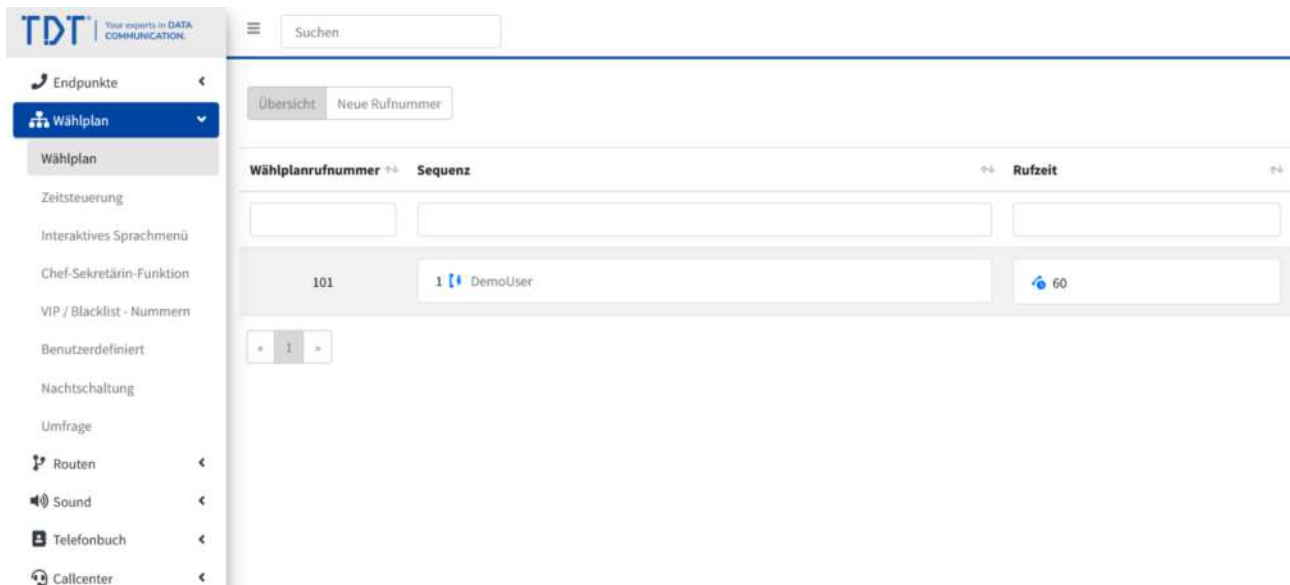 TDT
Your experts in DATA
COMMUNICATION.
Suchen
Endpunkte
Wählplan
Wählplan
Zeitsteuerung
Interaktives Sprachmenü
Chef-Sekretärin-Funktion
VIP / Blacklist - Nummern
Benutzerdefiniert
Nachtschaltung
Umfrage
Routen
Sound
Telefonbuch
Callcenter
Übersicht Neue Rufnummer
Wählplanrufnummer Sequenz Rufzeit
101 1 DemoUser 60
« 1 »